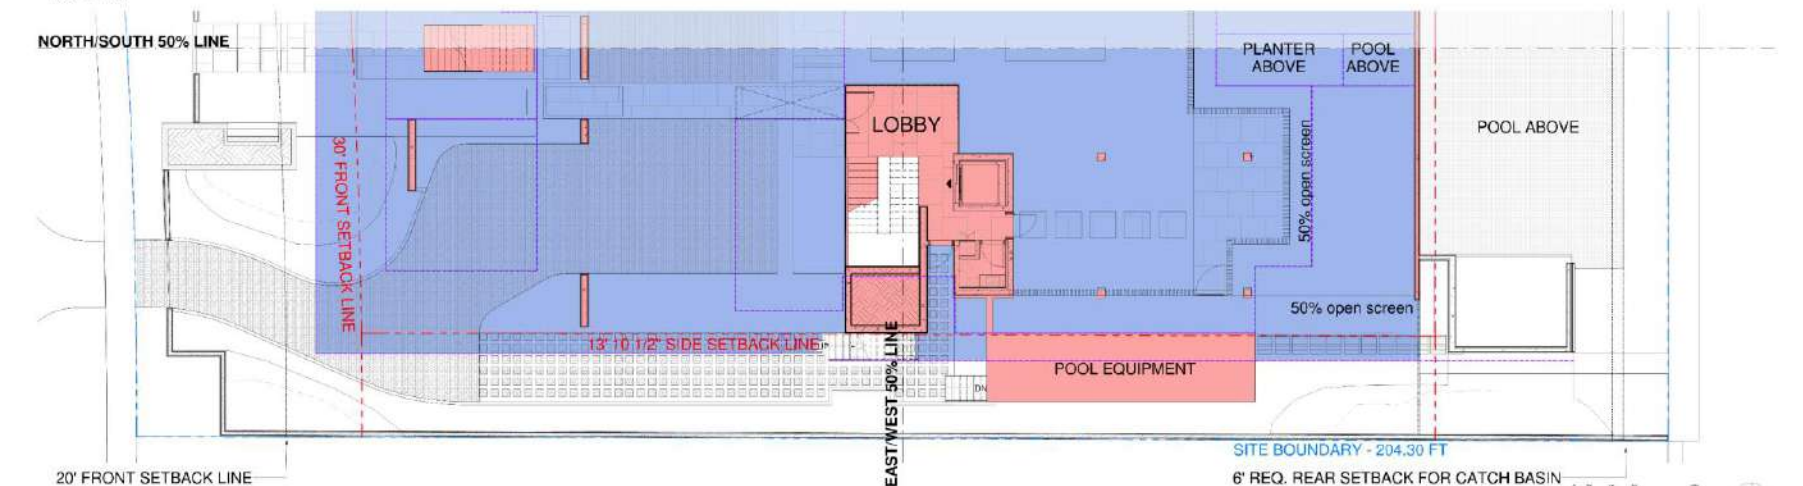 NORTH/SOUTH 50% LINE
PLANTER ABOVE
POOL ABOVE
LOBBY
POOL ABOVE
30' FRONT SETBACK LINE
50% open screen
50% open screen
13' 10 1/2" SIDE SETBACK LINE
EAST/WEST 50% LINE
POOL EQUIPMENT
DN
SITE BOUNDARY - 204.30 FT
20' FRONT SETBACK LINE
6' REQ. REAR SETBACK FOR CATCH BASIN